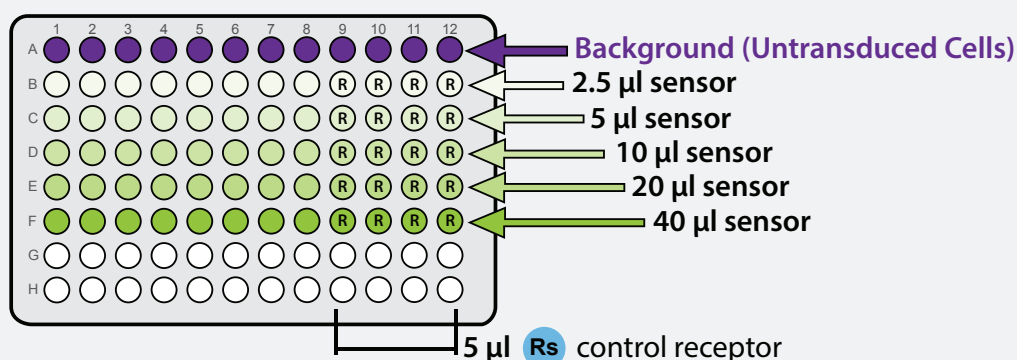 1 2 3 4 5 6 7 8 9 10 11 12
A Background (Untransduced Cells)
B R R R R 2.5 µl sensor
C R R R R 5 µl sensor
D R R R R 10 µl sensor
E R R R R 20 µl sensor
F R R R R 40 µl sensor
G
H
5 µl Rs control receptor